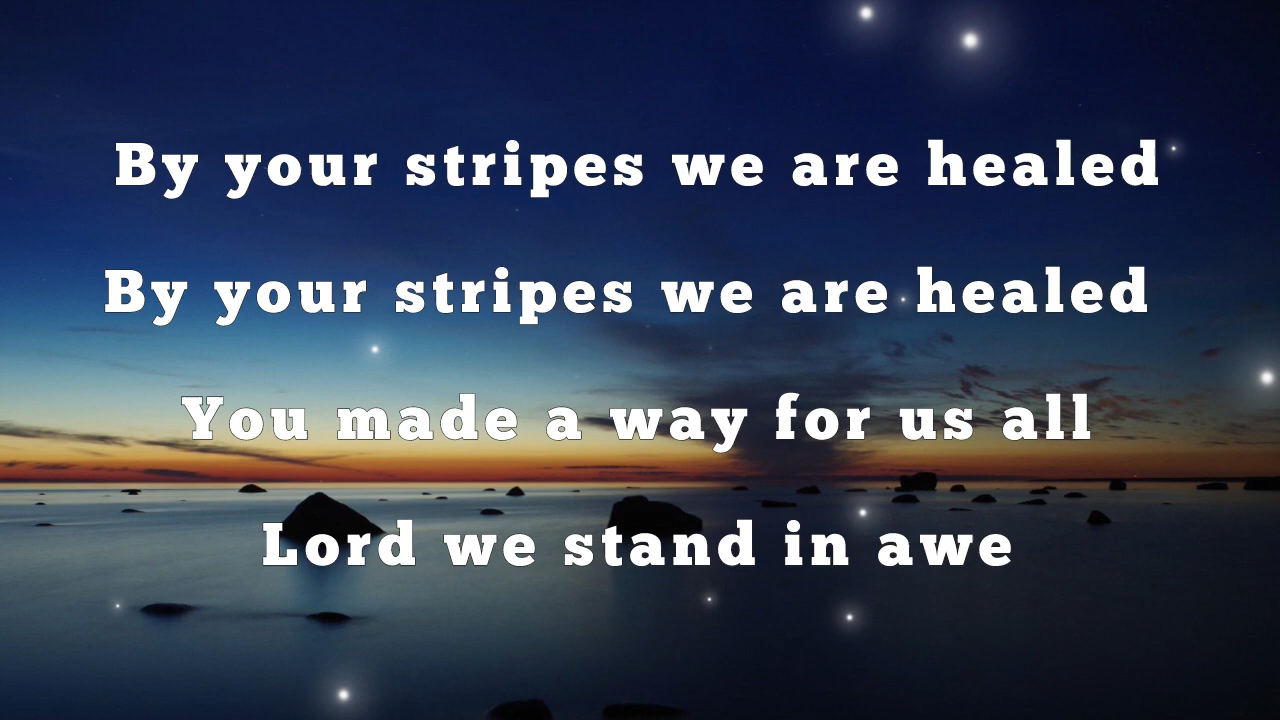 By your stripes we are healed
By your stripes we are healed
You made a way for us all
Lord we stand in awe